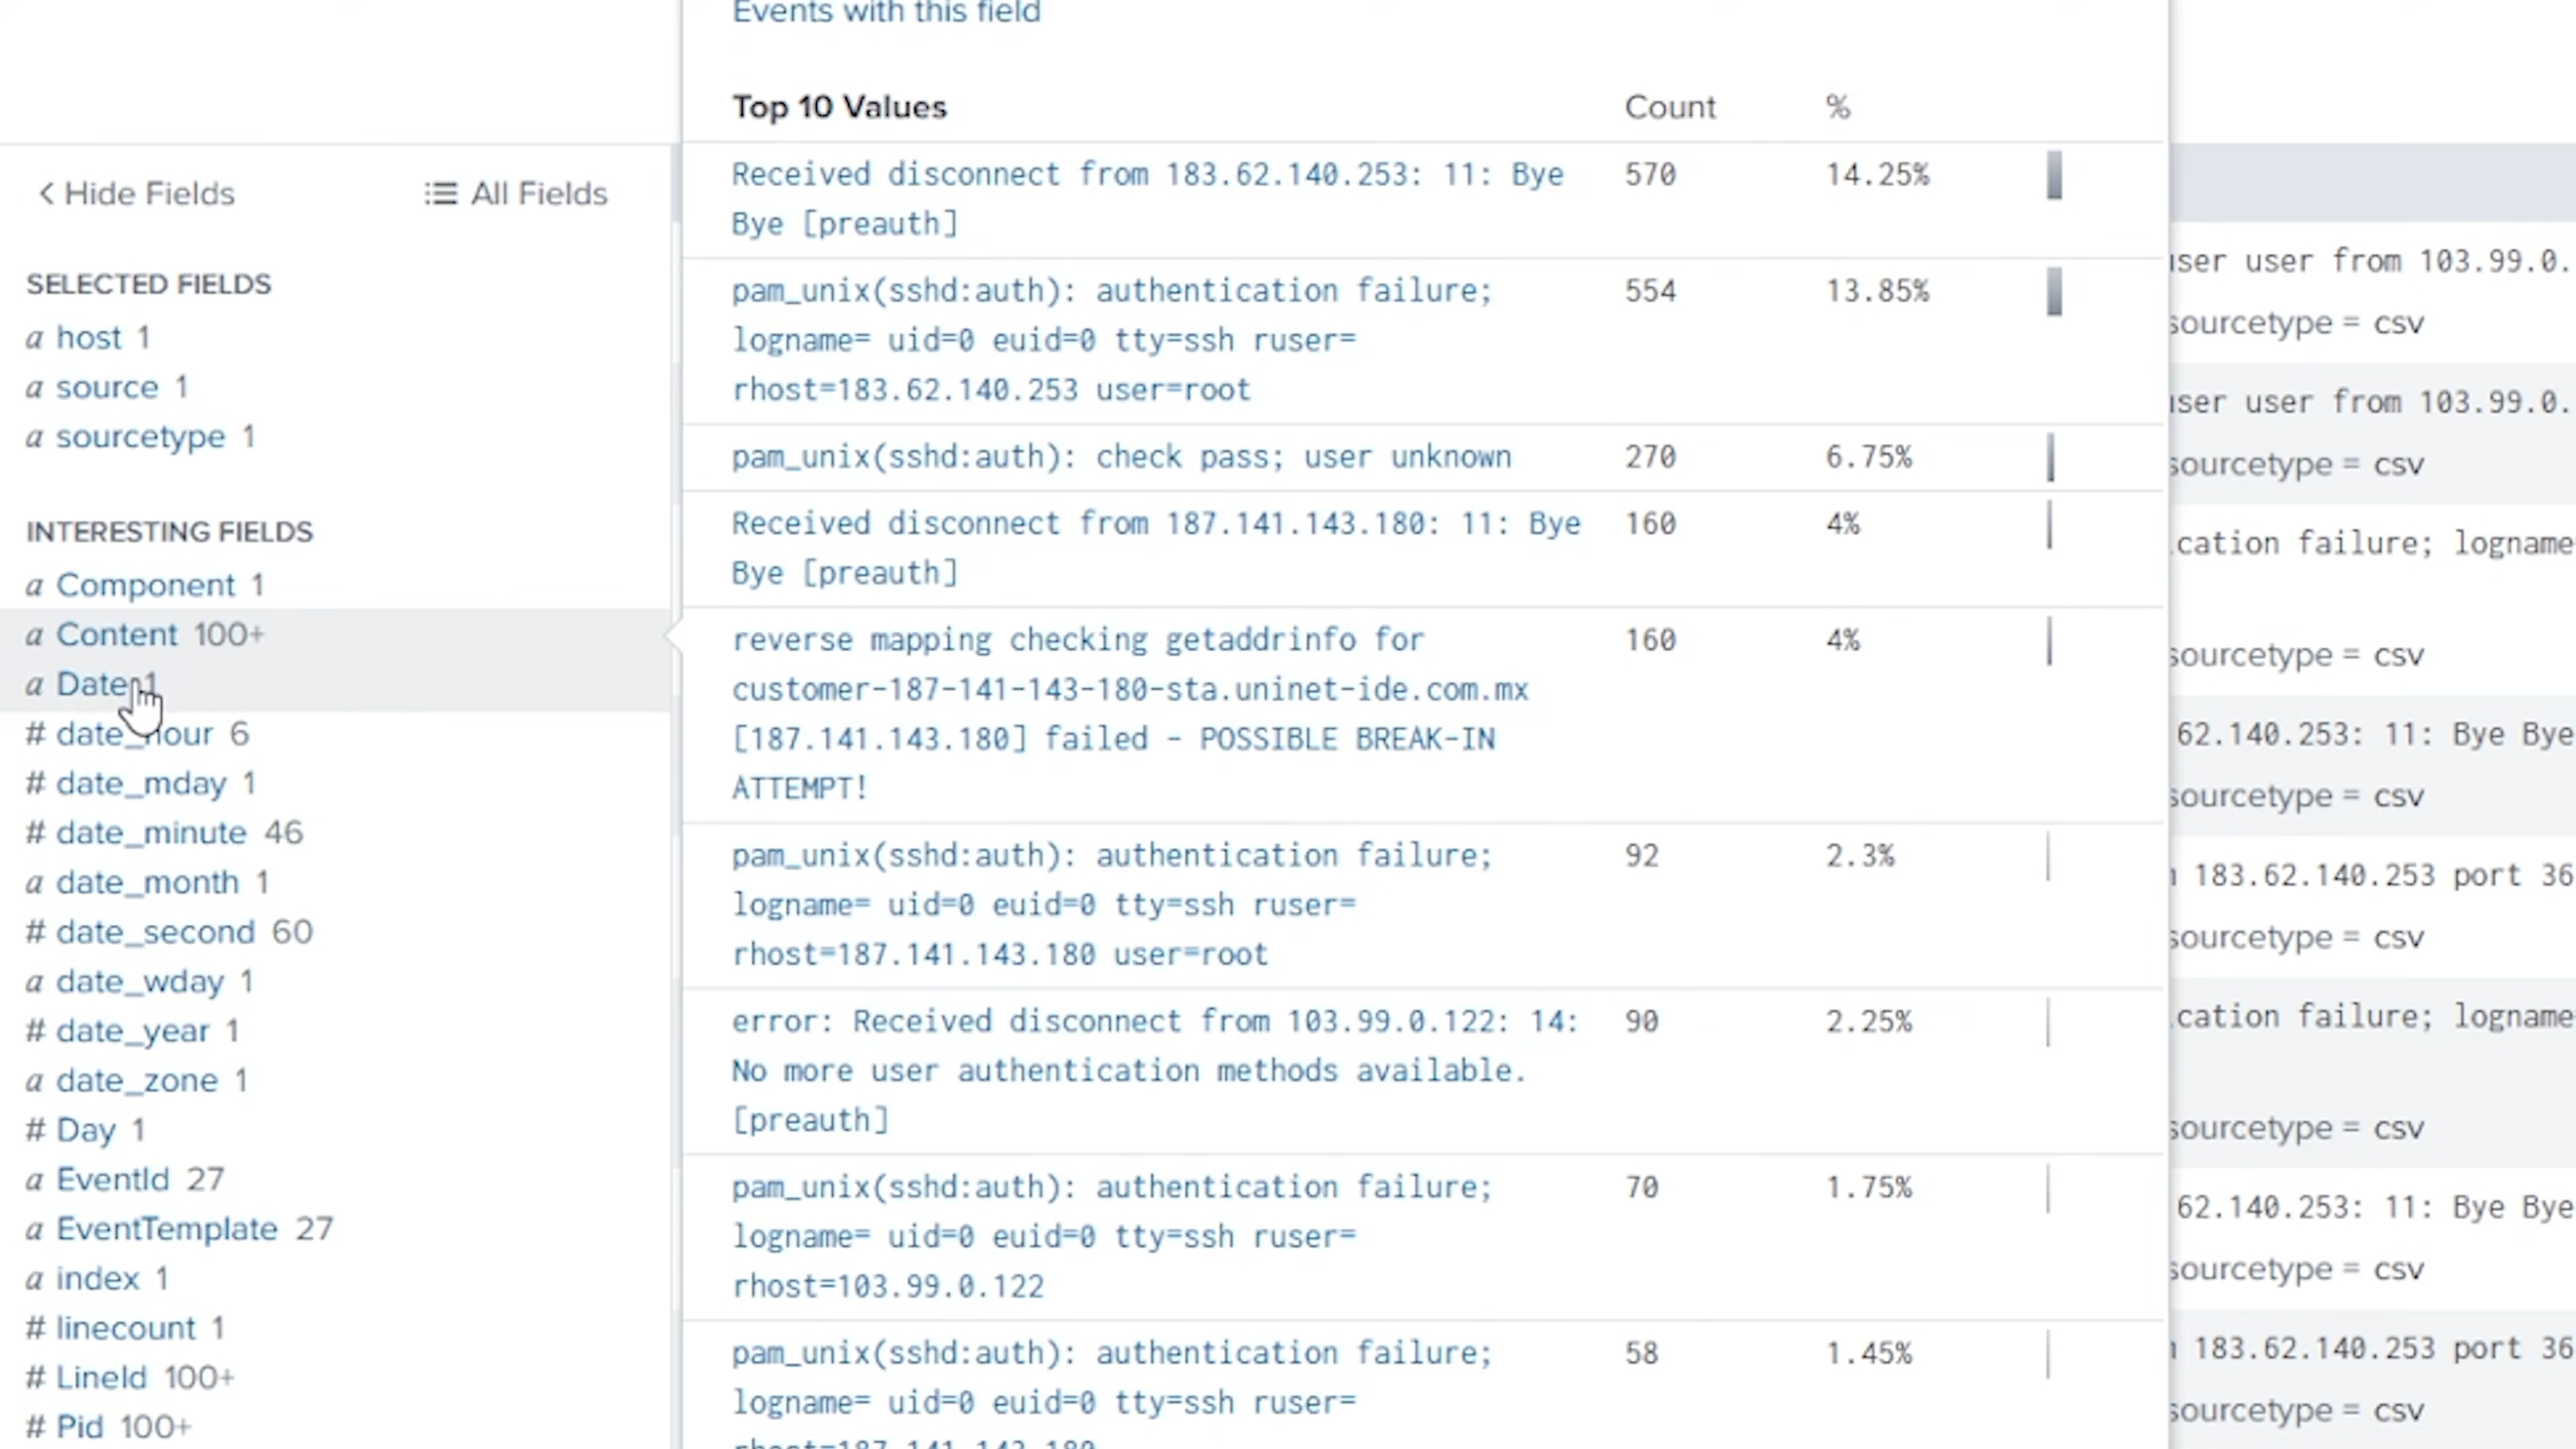 Events with this field
Top 10 Values Count %
Received disconnect from 183.62.140.253: 11: Bye 570 14.25%
Bye [preauth]
pam_unix(sshd:auth): authentication failure; 554 13.85%
logname= uid=0 euid=0 tty=ssh ruser=
rhost=183.62.140.253 user=root
pam_unix(sshd:auth): check pass; user unknown 270 6.75%
Received disconnect from 187.141.143.180: 11: Bye 160 4%
Bye [preauth]
reverse mapping checking getaddrinfo for 160 4%
customer-187-141-143-180-sta.uninet-ide.com.mx
[187.141.143.180] failed - POSSIBLE BREAK-IN
ATTEMPT!
pam_unix(sshd:auth): authentication failure; 92 2.3%
logname= uid=0 euid=0 tty=ssh ruser=
rhost=187.141.143.180 user=root
error: Received disconnect from 103.99.0.122: 14: 90 2.25%
No more user authentication methods available.
[preauth]
pam_unix(sshd:auth): authentication failure; 70 1.75%
logname= uid=0 euid=0 tty=ssh ruser=
rhost=103.99.0.122
pam_unix(sshd:auth): authentication failure; 58 1.45%
logname= uid=0 euid=0 tty=ssh ruser=
Hide Fields All Fields
SELECTED FIELDS
a host 1
a source 1
a sourcetype 1
INTERESTING FIELDS
a Component 1
a Content 100+
a Date 1
# date_hour 6
# date_mday 1
# date_minute 46
a date_month 1
# date_second 60
a date_wday 1
# date_year 1
a date_zone 1
# Day 1
a EventId 27
a EventTemplate 27
a index 1
# linecount 1
# LineId 100+
# Pid 100+
user from 103.99.0.
sourcetype = csv
user from 103.99.0.
sourcetype = csv
cation failure; logname
sourcetype = csv
62.140.253: 11: Bye Bye
sourcetype = csv
183.62.140.253 port 36
sourcetype = csv
cation failure; logname
sourcetype = csv
62.140.253: 11: Bye Bye
sourcetype = csv
183.62.140.253 port 36
sourcetype = csv